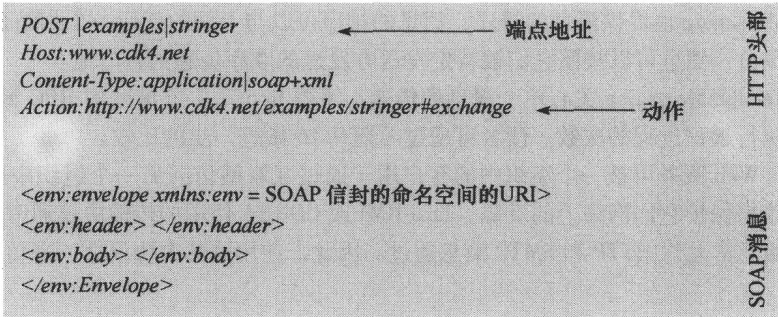 POST |examples|stringer 端点地址
Host:www.cdk4.net
Content-Type:application|soap+xml
Action:http://www.cdk4.net/examples/stringer#exchange 动作
HTTP头部
<env:envelope xmlns:env = SOAP 信封的命名空间的URI>
<env:header> </env:header>
<env:body> </env:body>
</env:Envelope>
SOAP消息